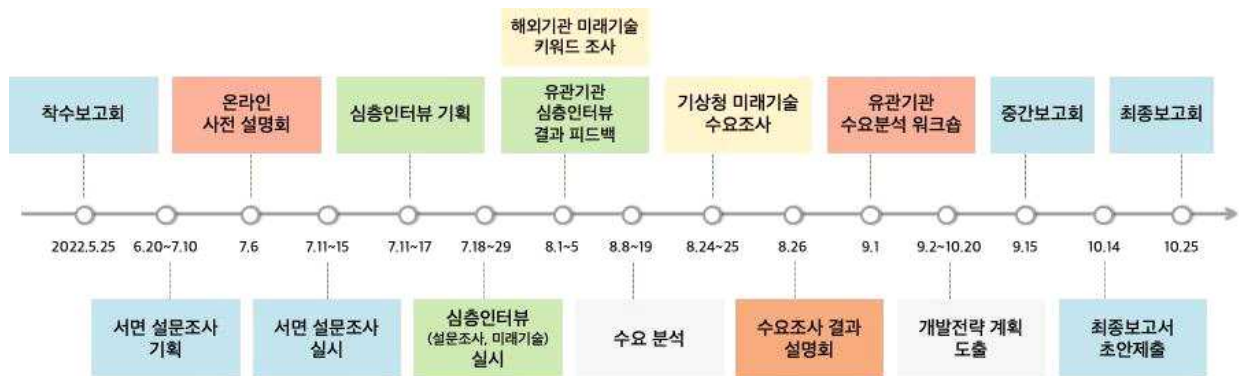 해외기관 미래기술
키워드 조사
착수보고회
온라인
사전 설명회
심층인터뷰 기획
유관기관
심층인터뷰
결과 피드백
기상청 미래기술
수요조사
유관기관
수요분석 워크숍
중간보고회
최종보고회
2022.5.25
6.20~7.10
7.6
7.11~15
7.11~17
7.18~29
8.1~5
8.8~19
8.24~25
8.26
9.1
9.2~10.20
9.15
10.14
10.25
서면 설문조사
기획
서면 설문조사
실시
심층인터뷰
(설문조사, 미래기술)
실시
수요 분석
수요조사 결과
설명회
개발전략 계획
도출
최종보고서
초안제출